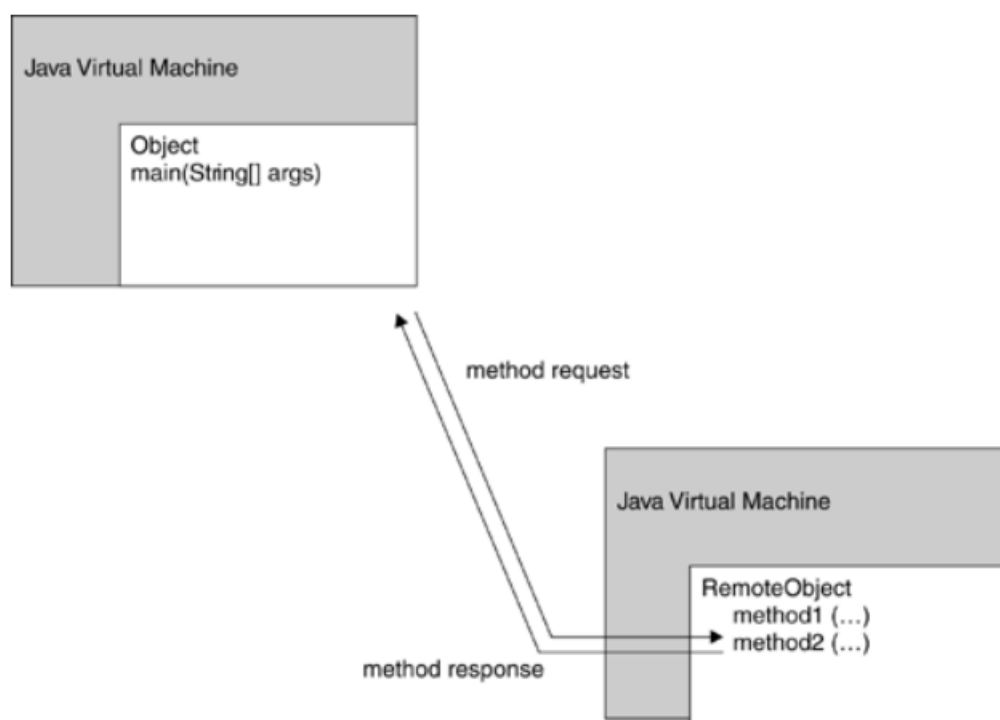 Java Virtual Machine
Object
main(String[] args)
method request
Java Virtual Machine
RemoteObject
method1 (...)
method2 (...)
method response